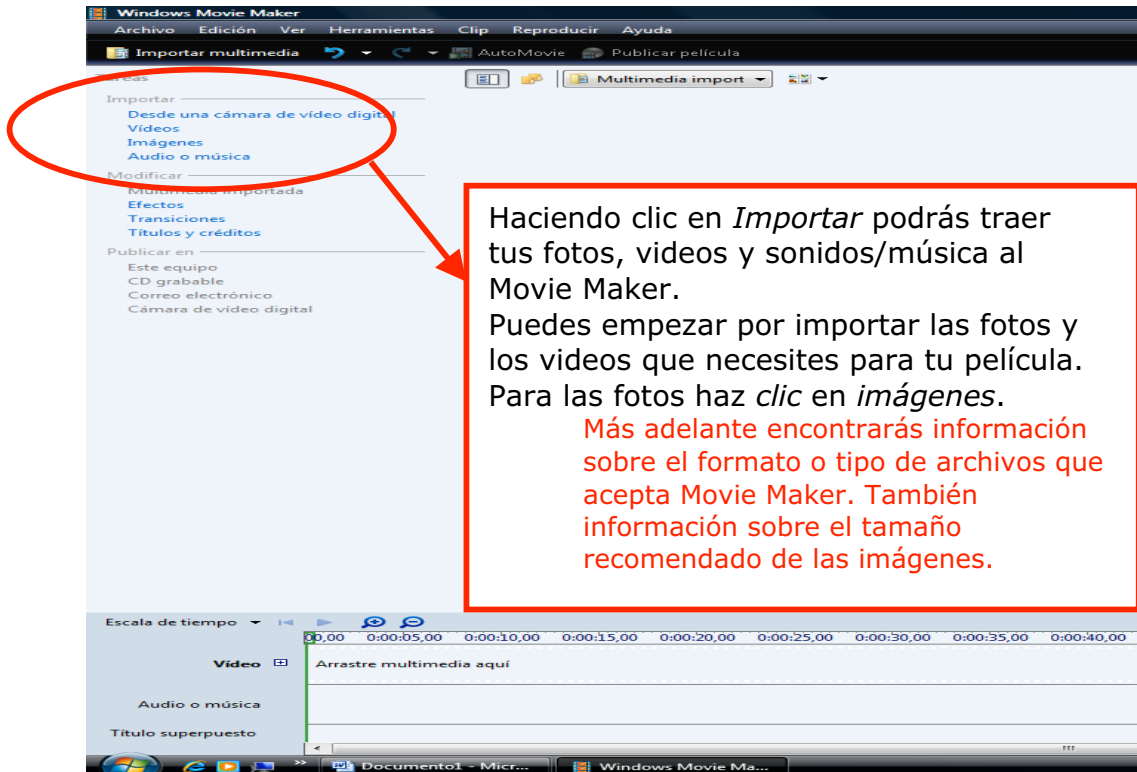 Windows Movie Maker
Archivo Edición Ver Herramientas Clip Reproducir Ayuda
Importar multimedia AutoMovie Publicar película
Tareas Multimedia import
Importar
Desde una cámara de vídeo digital
Vídeos
Imágenes
Audio o música
Modificar
Multimedia importada
Efectos
Transiciones
Títulos y créditos
Publicar en
Este equipo
CD grabable
Correo electrónico
Cámara de vídeo digital
Haciendo clic en Importar podrás traer
tus fotos, videos y sonidos/música al
Movie Maker.
Puedes empezar por importar las fotos y
los videos que necesites para tu película.
Para las fotos haz clic en imágenes.
Más adelante encontrarás información
sobre el formato o tipo de archivos que
acepta Movie Maker. También
información sobre el tamaño
recomendado de las imágenes.
Escala de tiempo
00,00 0:00:05,00 0:00:10,00 0:00:15,00 0:00:20,00 0:00:25,00 0:00:30,00 0:00:35,00 0:00:40,00
Vídeo Arrastre multimedia aquí
Audio o música
Título superpuesto
Documento1 - Micr... Windows Movie Ma...